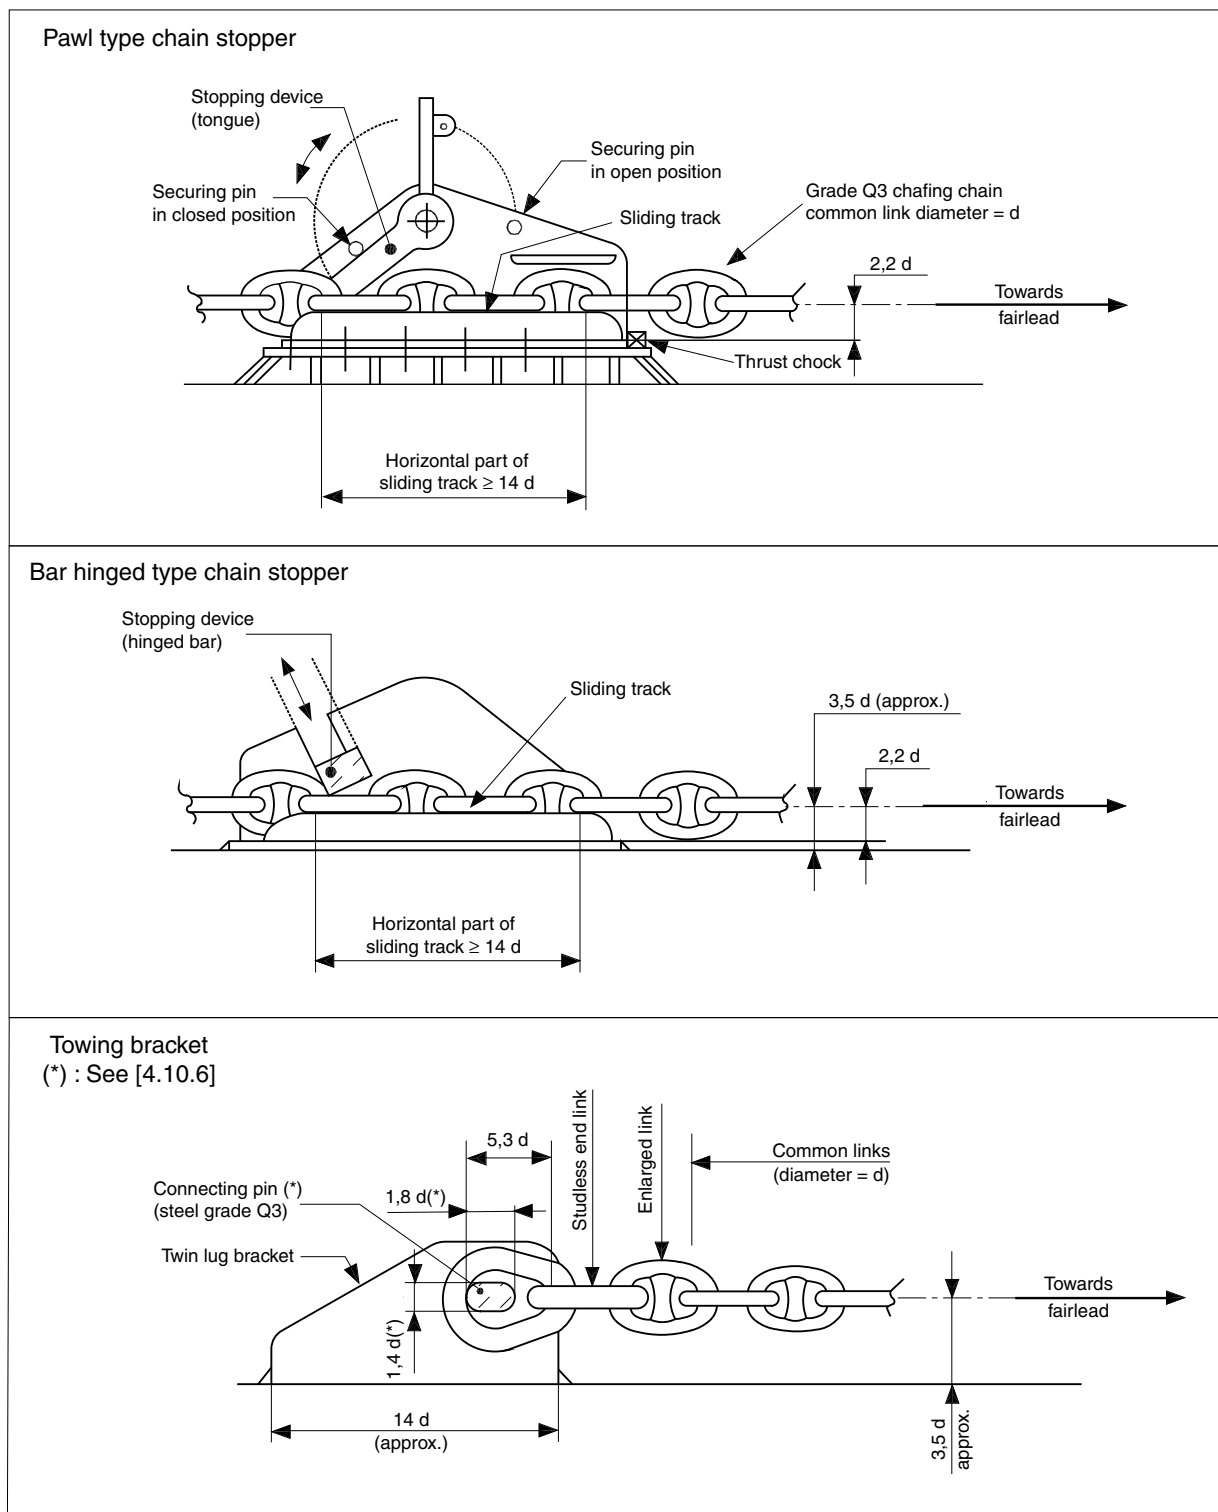 Pawl type chain stopper
Stopping device
(tongue)
Securing pin
in closed position
Securing pin
in open position
Sliding track
Grade Q3 chafing chain
common link diameter = d
2,2 d
Towards
fairlead
Thrust chock
Horizontal part of
sliding track ≥ 14 d
Bar hinged type chain stopper
Stopping device
(hinged bar)
Sliding track
3,5 d (approx.)
2,2 d
Towards
fairlead
Horizontal part of
sliding track ≥ 14 d
Towing bracket
(*) : See [4.10.6]
5,3 d
Studless end link
Enlarged link
Common links
(diameter = d)
Connecting pin (*)
(steel grade Q3)
1,8 d(*)
Twin lug bracket
1,4 d(*)
Towards
fairlead
14 d
(approx.)
3,5 d
approx.